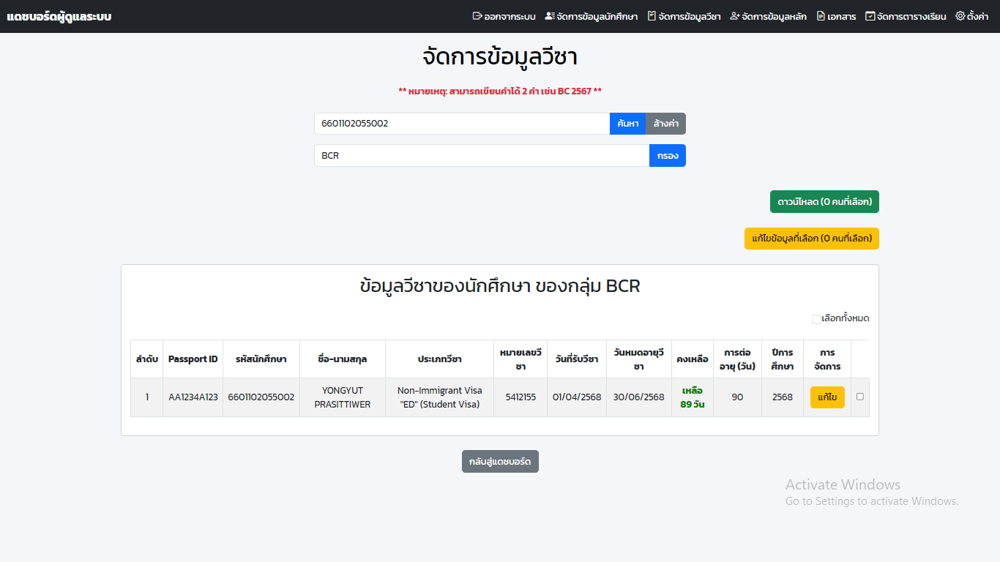 แดชบอร์ดผู้ดูแลระบบ ออกจากระบบ จัดการข้อมูลนักศึกษา จัดการข้อมูลวีซา จัดการข้อมูลหลัก เอกสาร จัดการตารางเรียน ตั้งค่า
จัดการข้อมูลวีซา
** หมายเหตุ: สามารถเขียนคำได้ 2 คำ เช่น BC 2567 **
6601102055002 ค้นหา ล้างค่า
BCR กรอง
ดาวน์โหลด (0 คนที่เลือก)
แก้ไขข้อมูลที่เลือก (0 คนที่เลือก)
ข้อมูลวีซาของนักศึกษา ของกลุ่ม BCR
เลือกทั้งหมด
ลำดับ Passport ID รหัสนักศึกษา ชื่อ-นามสกุล ประเภทวีซา หมายเลขวีซา วันที่รับวีซา วันหมดอายุวีซา คงเหลือ การต่ออายุ (วัน) ปีการศึกษา การจัดการ
1 AA1234A123 6601102055002 YONGYUT PRASITTIWER Non-Immigrant Visa "ED" (Student Visa) 5412155 01/04/2568 30/06/2568 เหลือ 89 วัน 90 2568 แก้ไข
กลับสู่แดชบอร์ด
Activate Windows
Go to Settings to activate Windows.